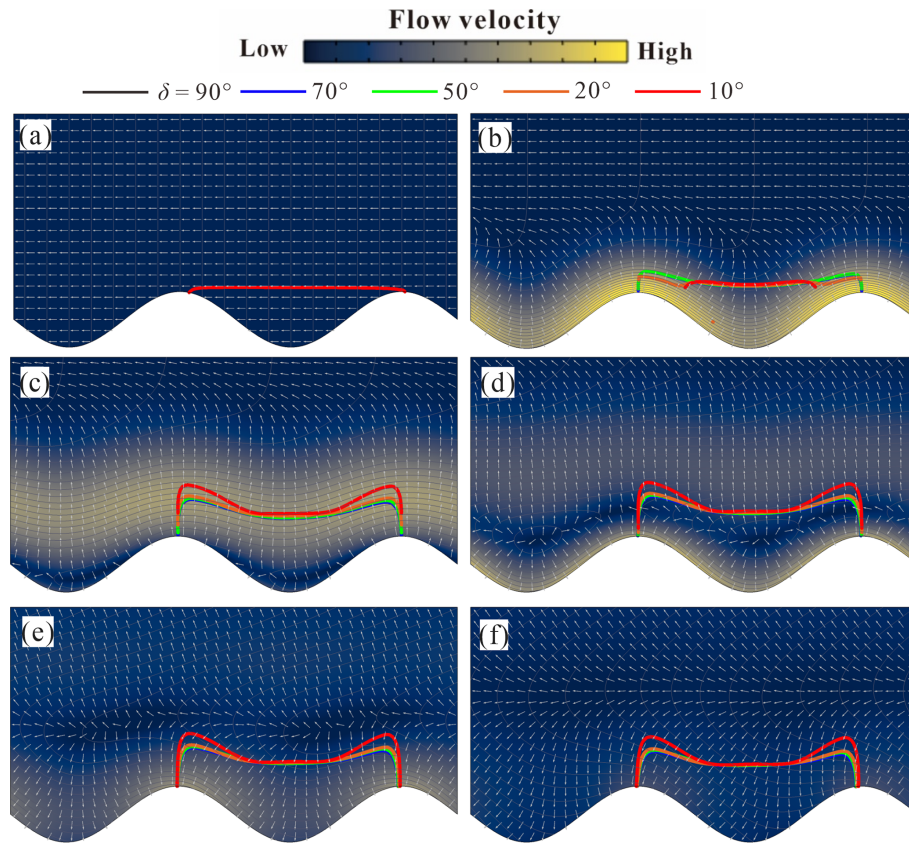 Flow velocity
Low High
δ = 90° 70° 50° 20° 10°
(a) (b)
(c) (d)
(e) (f)